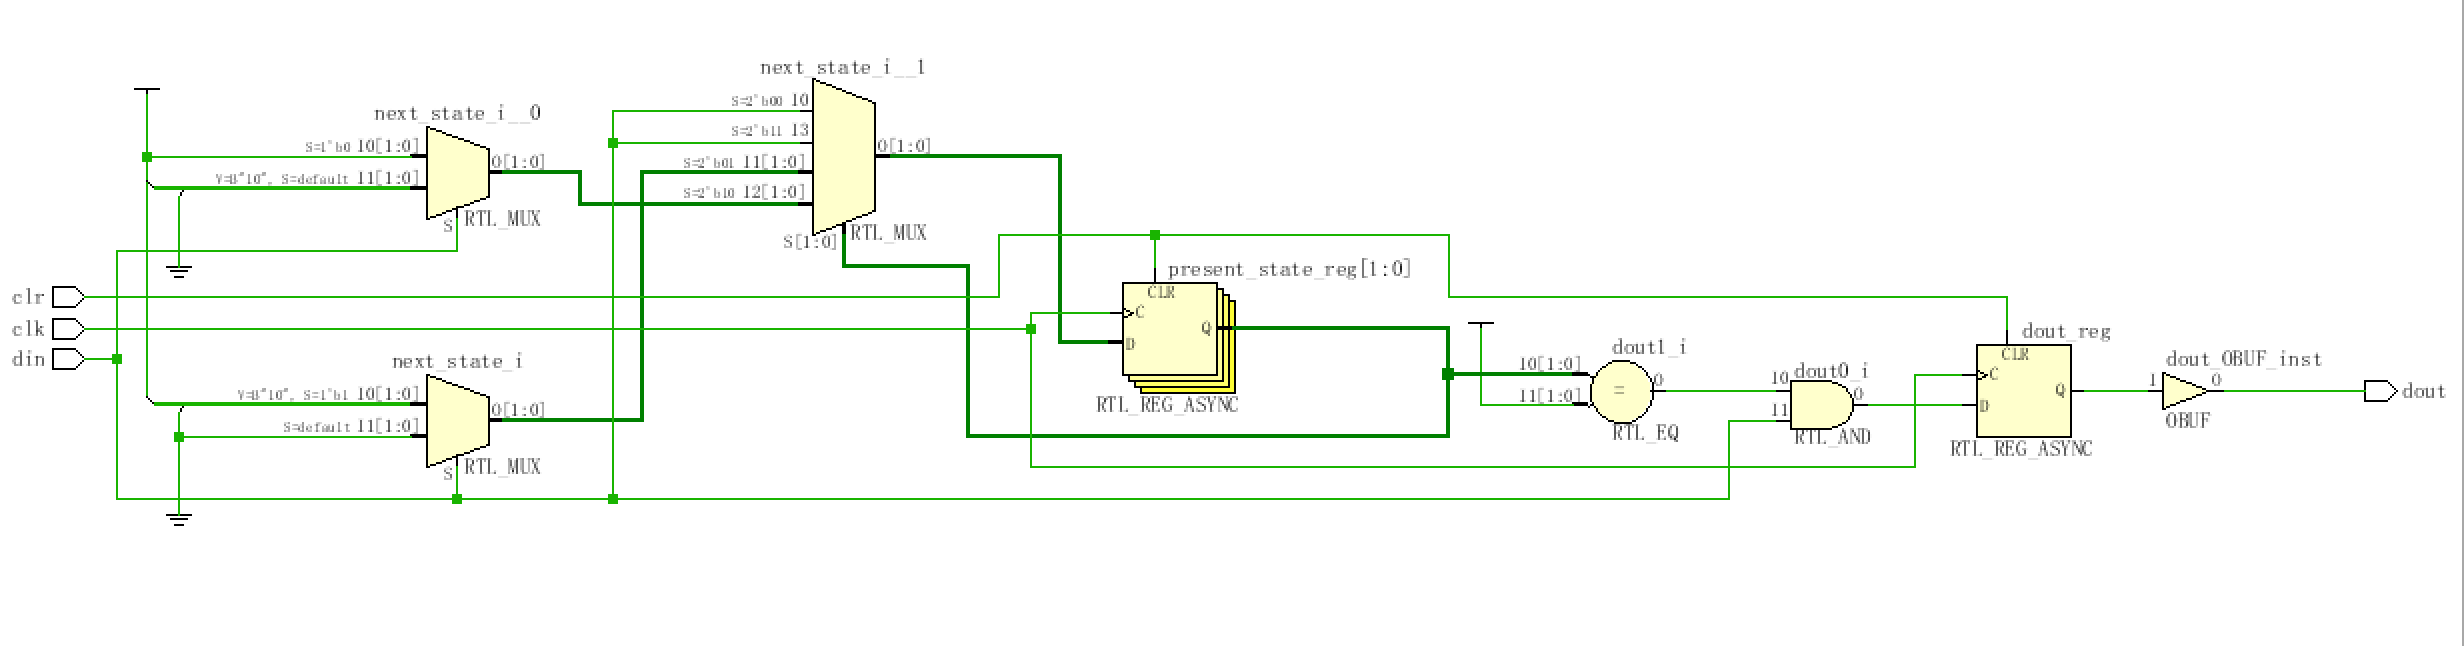 next_state_i__0
S=1'b0 I0[1:0]
V=B"10", S=default I1[1:0]
O[1:0]
S
RTL_MUX
next_state_i__1
S=2'b00 I0
S=2'b11 I3
S=2'b01 I1[1:0]
S=2'b10 I2[1:0]
O[1:0]
S[1:0]
RTL_MUX
clr
clk
din
next_state_i
V=B"10", S=1'b1 I0[1:0]
S=default I1[1:0]
O[1:0]
S
RTL_MUX
present_state_reg[1:0]
CLR
C
Q
D
RTL_REG_ASYNC
dout1_i
I0[1:0]
I1[1:0]
=
O
RTL_EQ
dout0_i
I0
I1
O
RTL_AND
dout_reg
CLR
C
Q
D
RTL_REG_ASYNC
dout_OBUF_inst
I
O
OBUF
dout